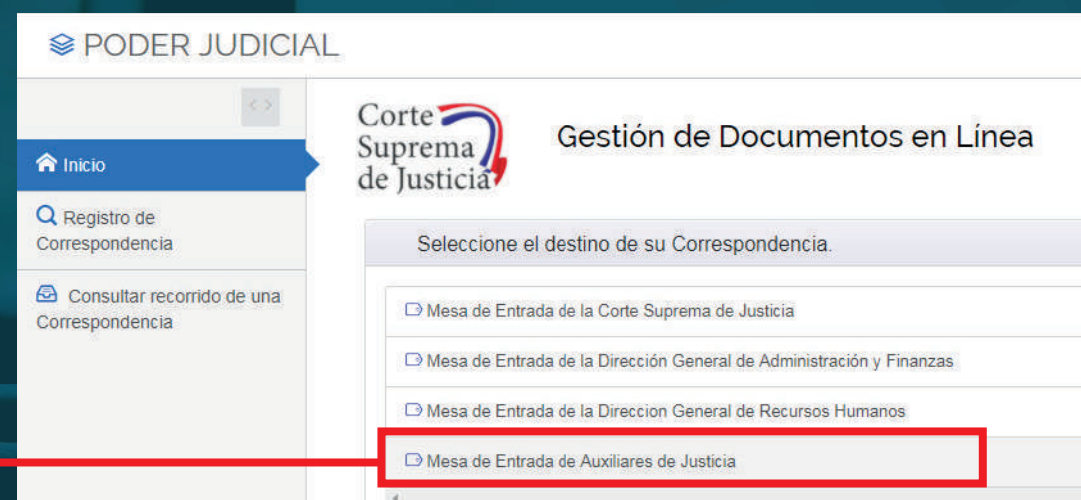 PODER JUDICIAL
Inicio
Registro de
Correspondencia
Consultar recorrido de una
Correspondencia
Corte
Suprema
de Justicia
Gestión de Documentos en Línea
Seleccione el destino de su Correspondencia.
Mesa de Entrada de la Corte Suprema de Justicia
Mesa de Entrada de la Dirección General de Administración y Finanzas
Mesa de Entrada de la Direccion General de Recursos Humanos
Mesa de Entrada de Auxiliares de Justicia